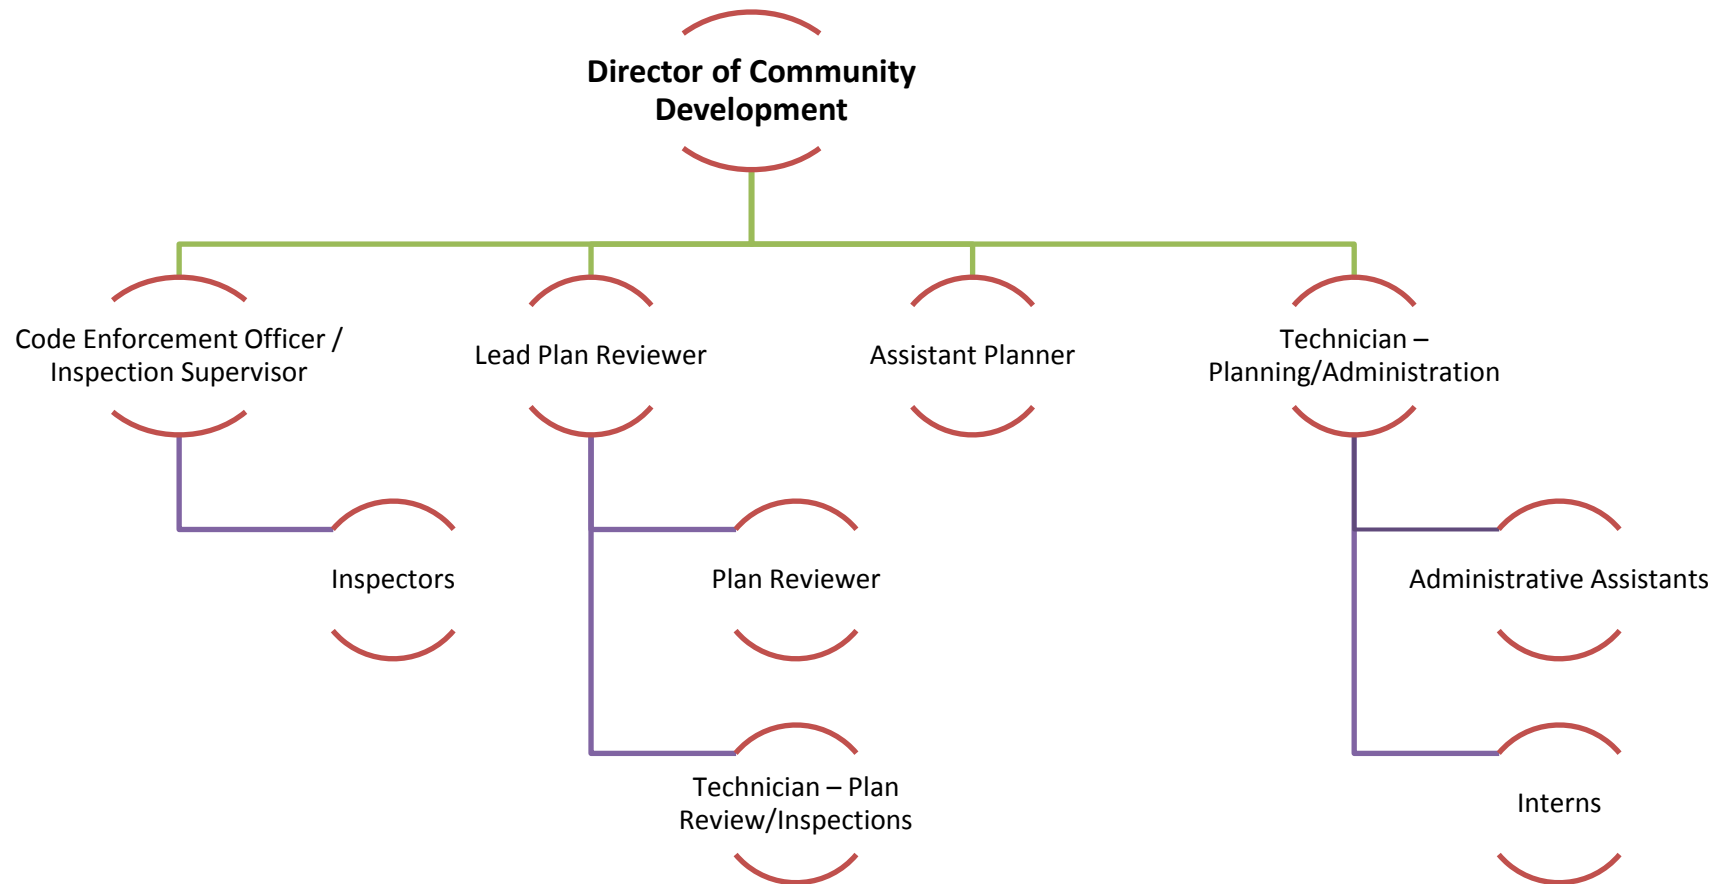 Director of Community
Development
Code Enforcement Officer /
Inspection Supervisor
Lead Plan Reviewer
Assistant Planner
Technician –
Planning/Administration
Inspectors
Plan Reviewer
Administrative Assistants
Technician – Plan
Review/Inspections
Interns